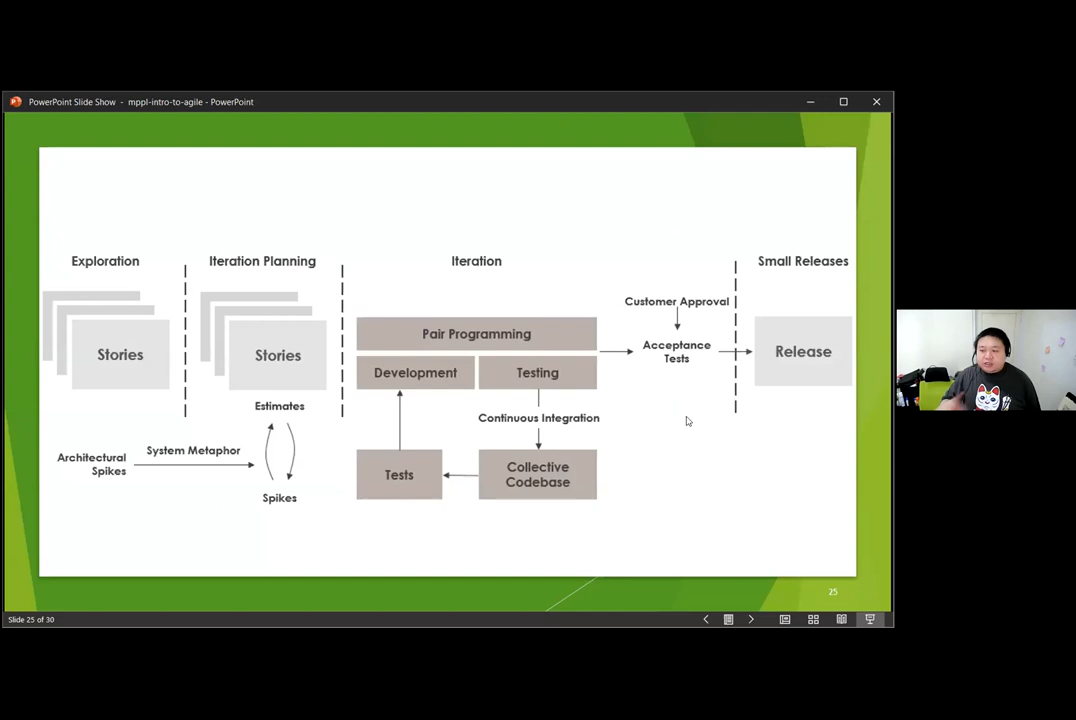 PowerPoint Slide Show - mppl-intro-to-agile - PowerPoint
Exploration
Iteration Planning
Iteration
Small Releases
Stories
Stories
Pair Programming
Development
Testing
Customer Approval
Acceptance
Tests
Release
Estimates
Continuous Integration
Architectural
Spikes
System Metaphor
Spikes
Tests
Collective
Codebase
25
Slide 25 of 30